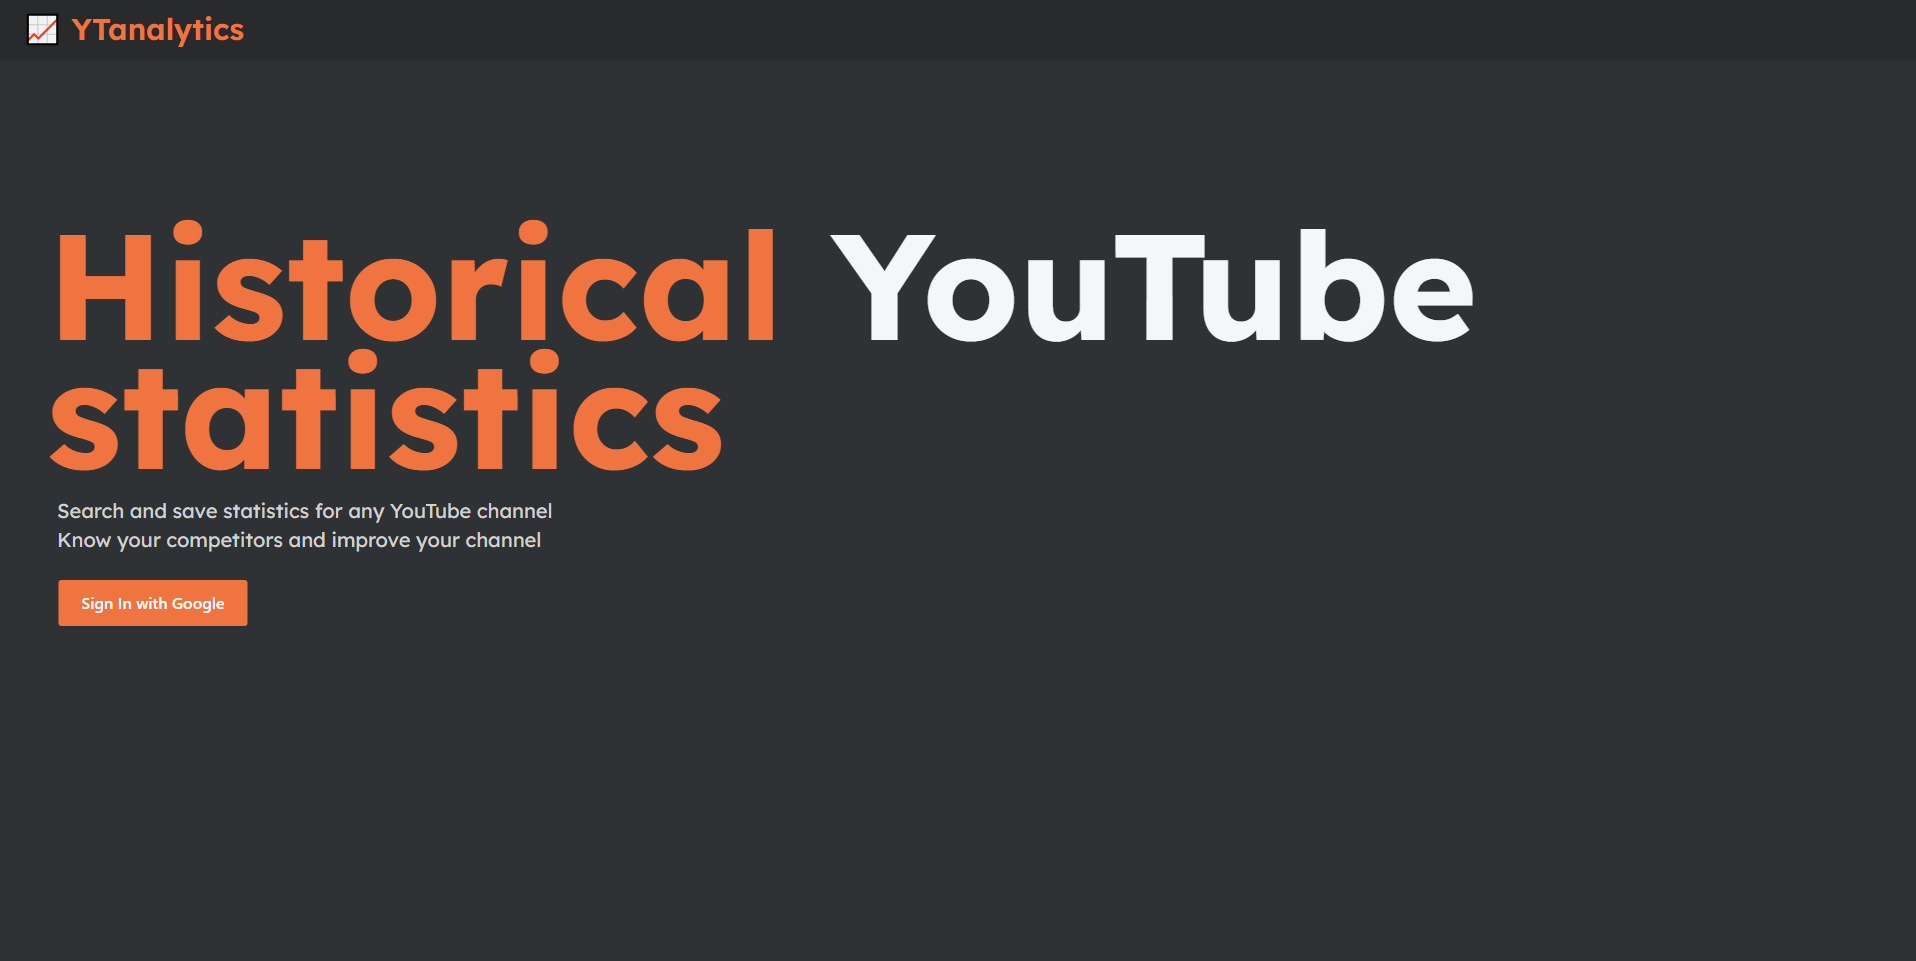 YTanalytics
Historical YouTube
statistics
Search and save statistics for any YouTube channel
Know your competitors and improve your channel
Sign In with Google